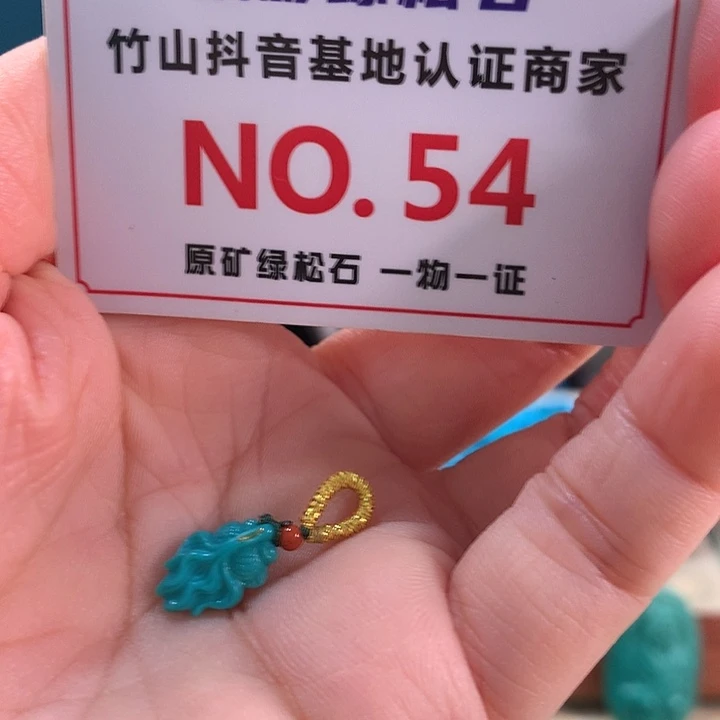 竹山抖音基地认证商家
NO. 54
原矿绿松石 一物一证